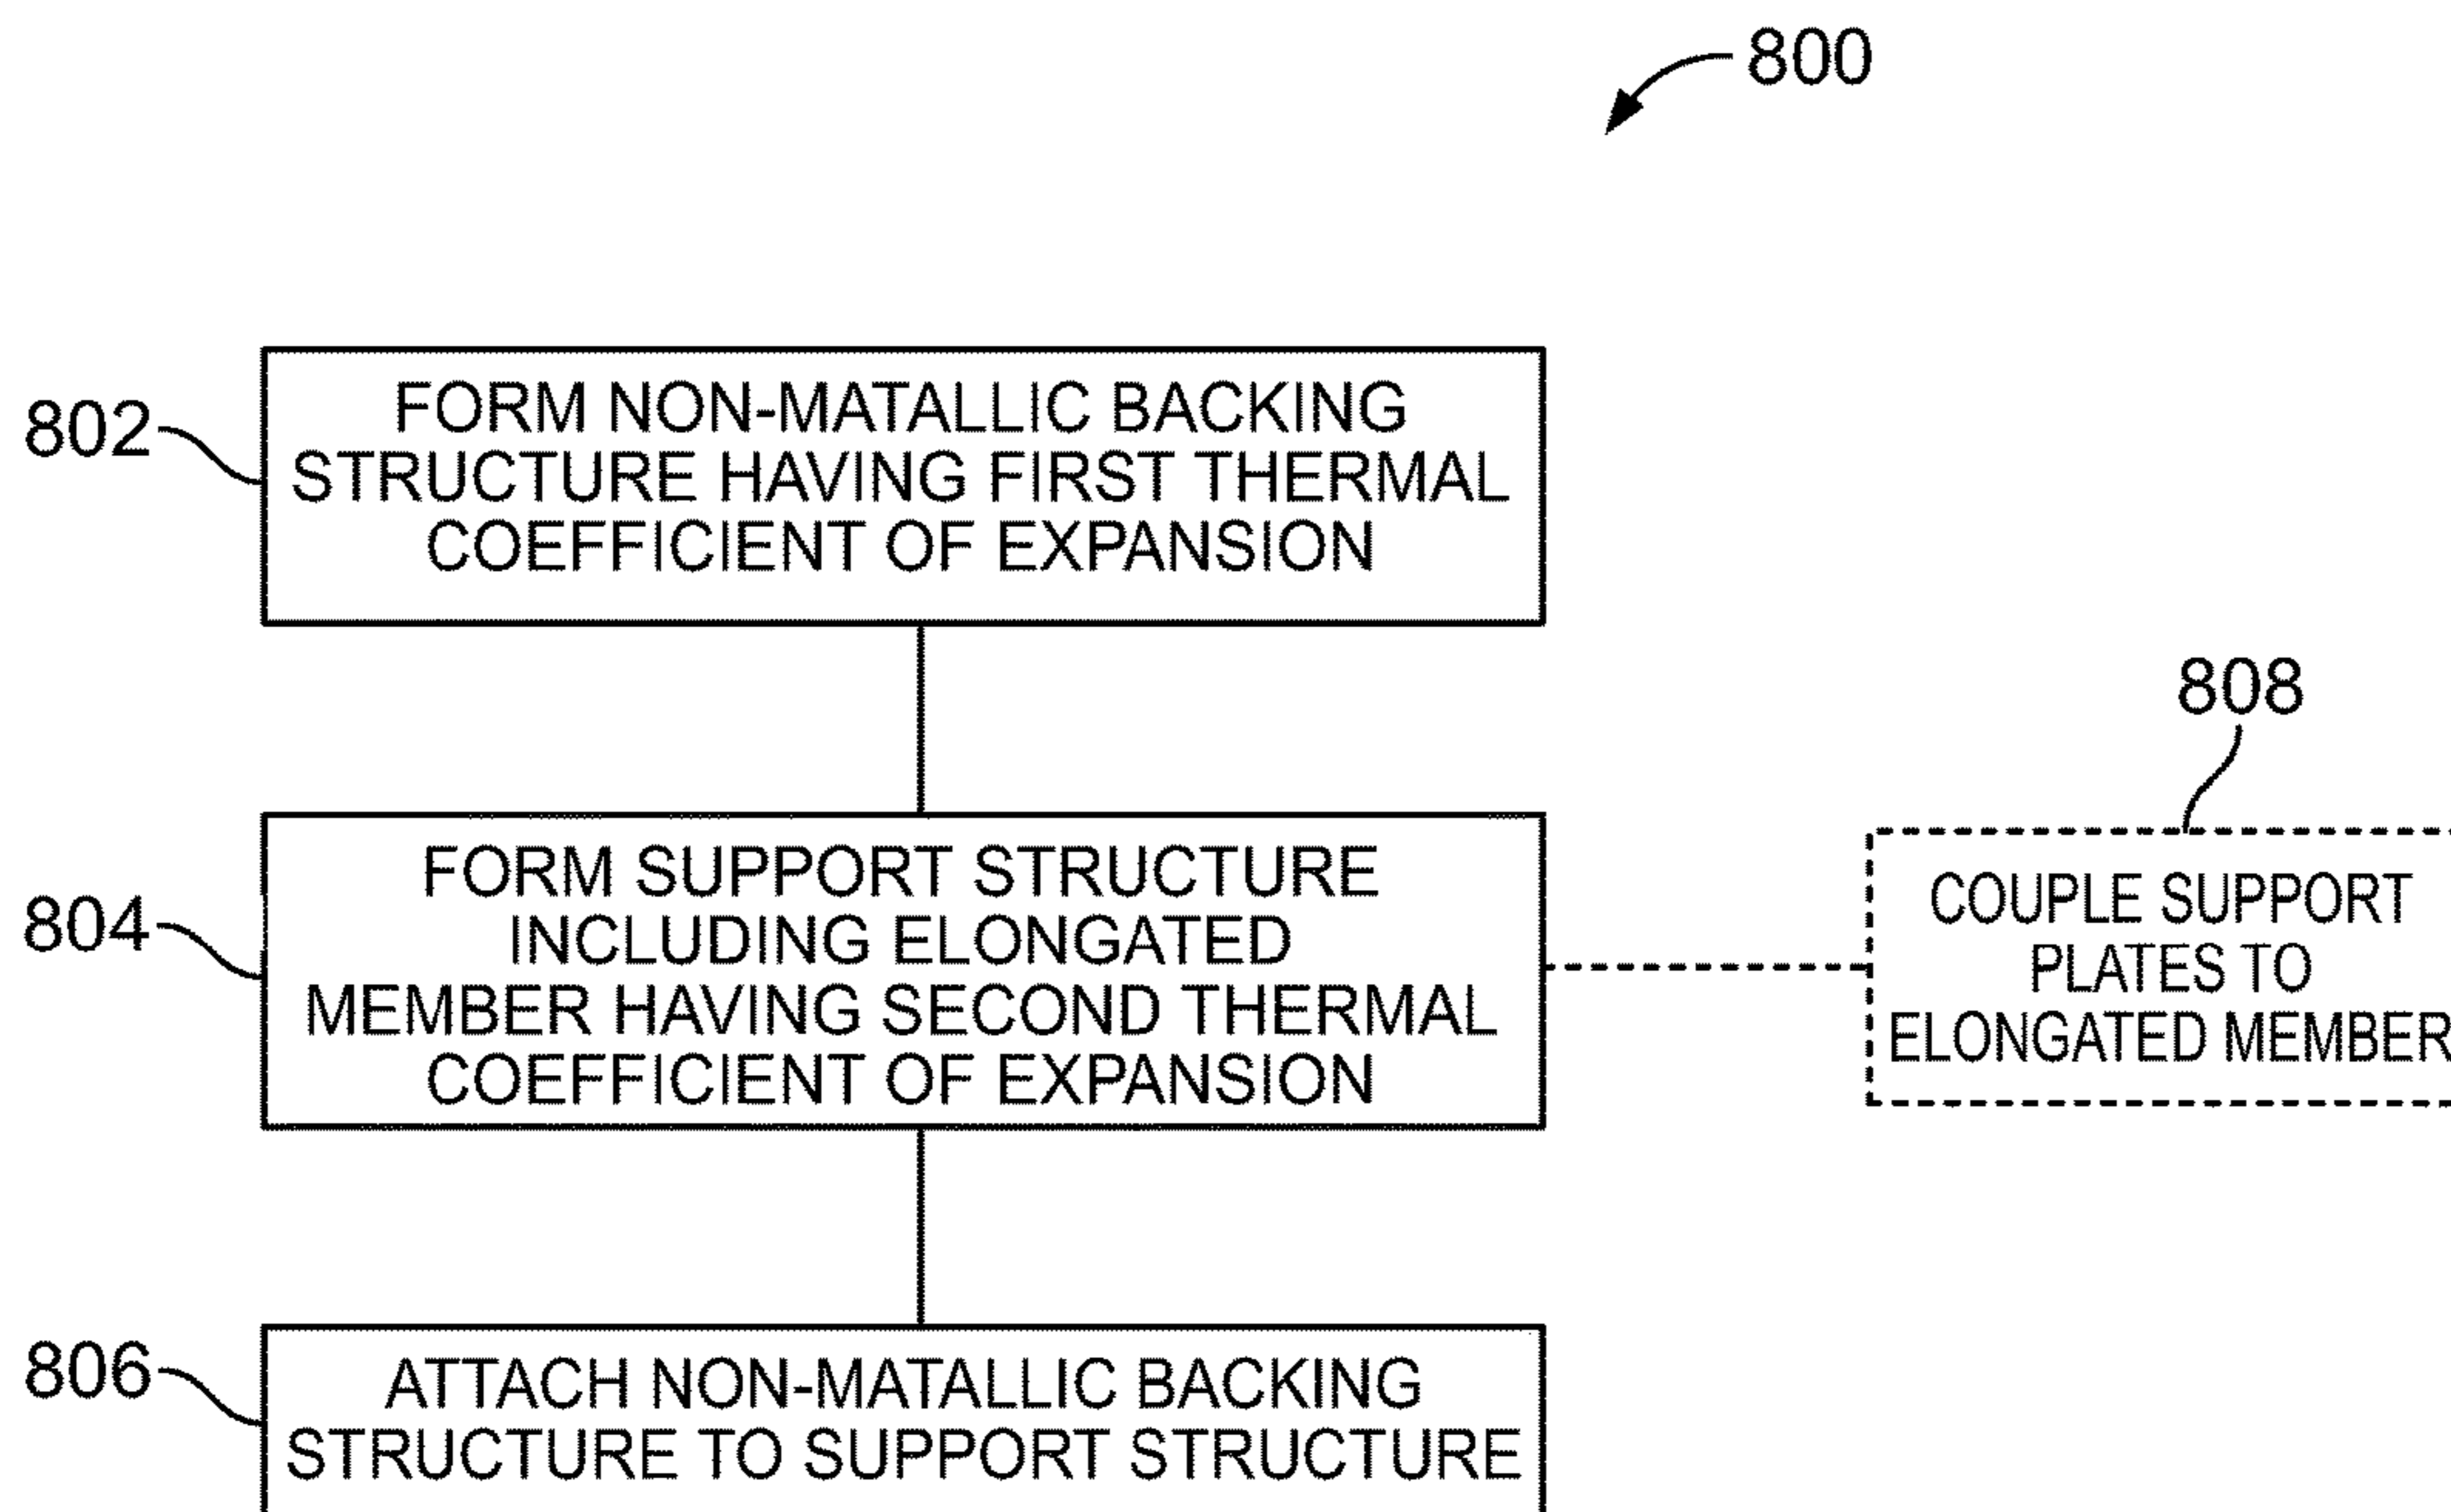 800
802
FORM NON-MATALLIC BACKING
STRUCTURE HAVING FIRST THERMAL
COEFFICIENT OF EXPANSION
804
FORM SUPPORT STRUCTURE
INCLUDING ELONGATED
MEMBER HAVING SECOND THERMAL
COEFFICIENT OF EXPANSION
808
COUPLE SUPPORT
PLATES TO
ELONGATED MEMBER
806
ATTACH NON-MATALLIC BACKING
STRUCTURE TO SUPPORT STRUCTURE